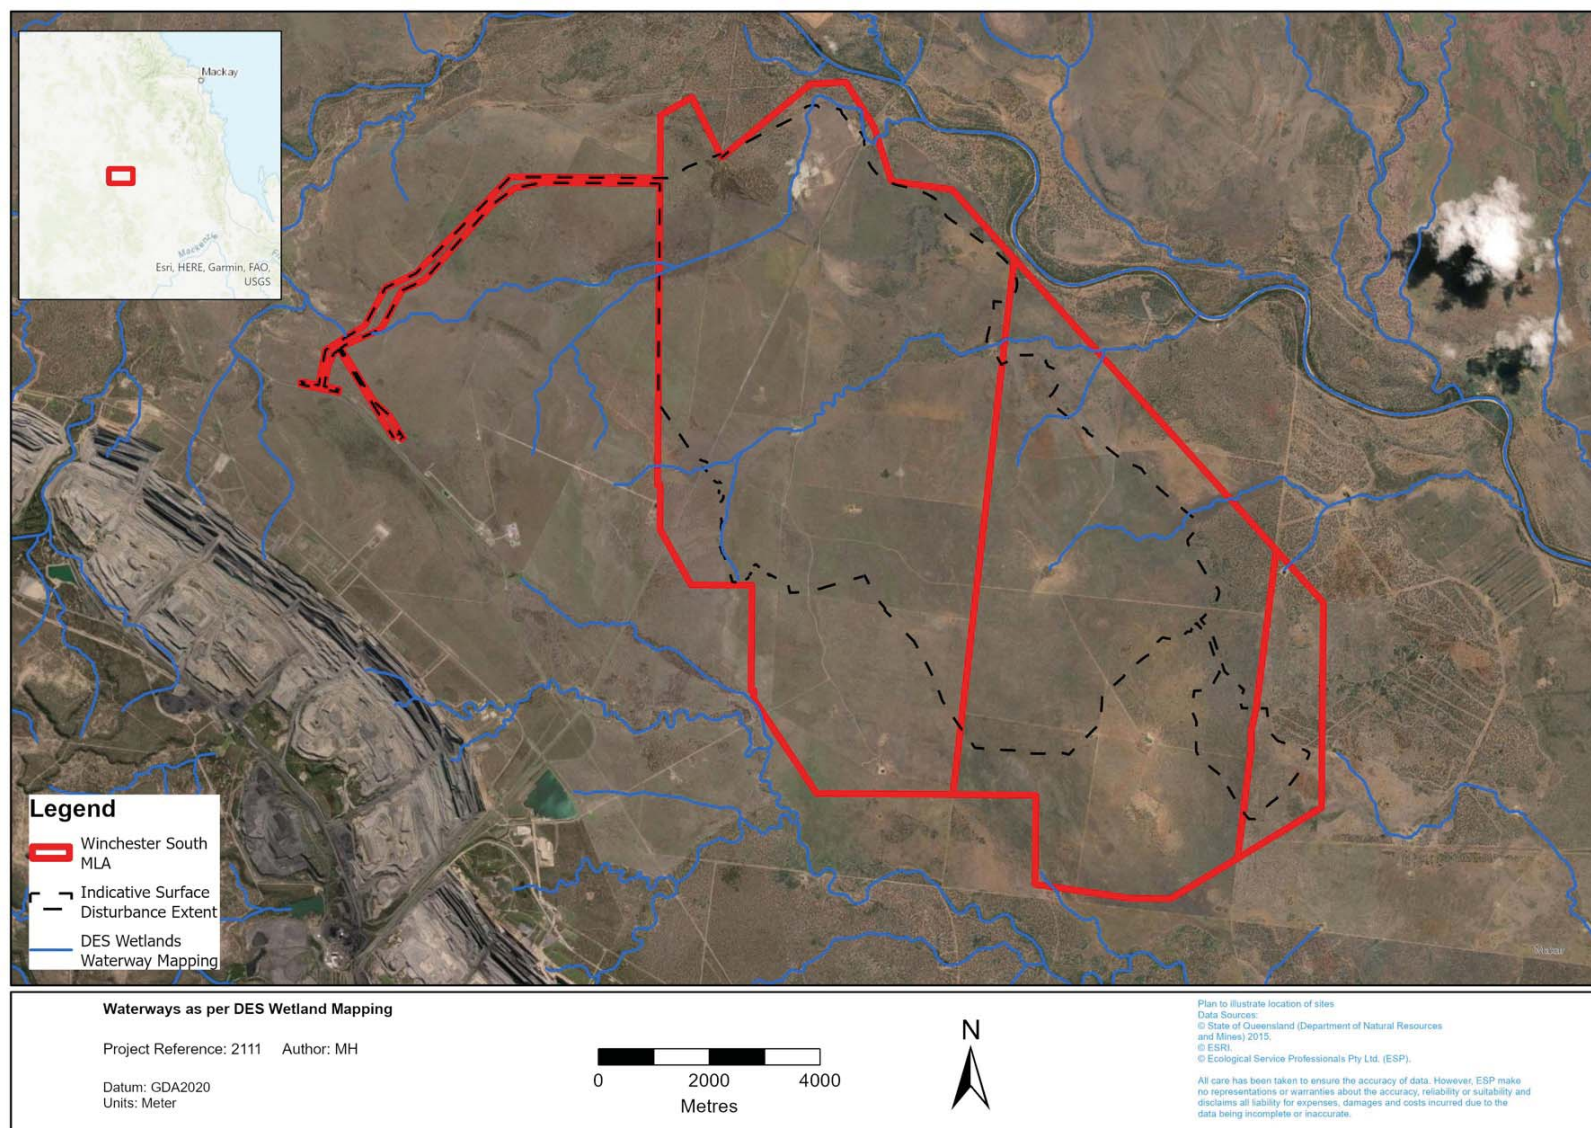 Mackay
Mackenzie
Esri, HERE, Garmin, FAO,
USGS
Legend
Winchester South
MLA
Indicative Surface
Disturbance Extent
DES Wetlands
Waterway Mapping
Waterways as per DES Wetland Mapping
Project Reference: 2111 Author: MH
Datum: GDA2020
Units: Meter
0 2000 4000
Metres
N
Plan to illustrate location of sites
Data Sources:
© State of Queensland (Department of Natural Resources
and Mines) 2015.
© ESRI.
© Ecological Service Professionals Pty Ltd. (ESP).
All care has been taken to ensure the accuracy of data. However, ESP make
no representations or warranties about the accuracy, reliability or suitability and
disclaims all liability for expenses, damages and costs incurred due to the
data being incomplete or inaccurate.